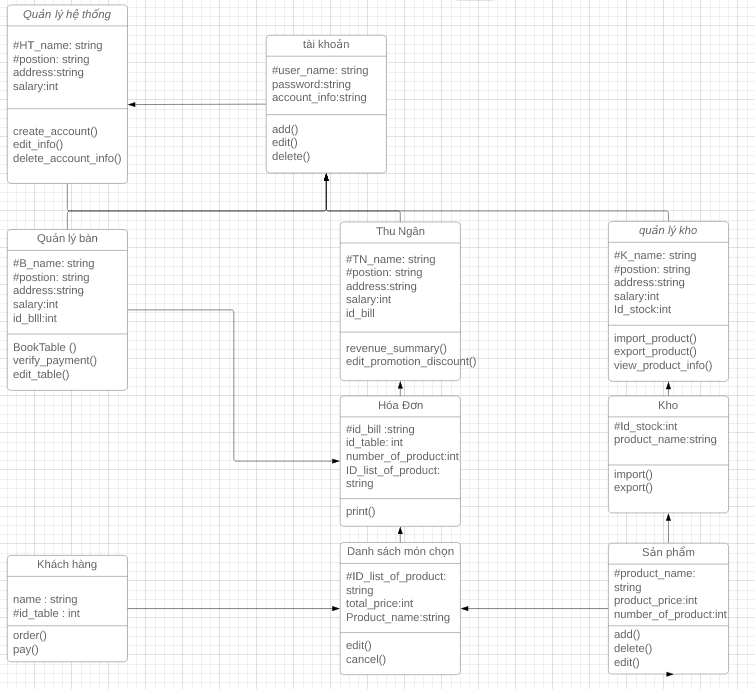 Quản lý hệ thống
#HT_name: string
#postion: string
address:string
salary:int
create_account()
edit_info()
delete_account_info()
tài khoản
#user_name: string
password:string
account_info:string
add()
edit()
delete()
Quản lý bàn
#B_name: string
#postion: string
address:string
salary:int
id_blll:int
BookTable ()
verify_payment()
edit_table()
Thu Ngân
#TN_name: string
#postion: string
address:string
salary:int
id_bill
revenue_summary()
edit_promotion_discount()
quản lý kho
#K_name: string
#postion: string
address:string
salary:int
Id_stock:int
import_product()
export_product()
view_product_info()
Hóa Đơn
#id_bill :string
id_table: int
number_of_product:int
ID_list_of_product:
string
print()
Kho
#Id_stock:int
product_name:string
import()
export()
Khách hàng
name : string
#id_table : int
order()
pay()
Danh sách món chọn
#ID_list_of_product:
string
total_price:int
Product_name:string
edit()
cancel()
Sản phẩm
#product_name:
string
product_price:int
number_of_product:int
add()
delete()
edit()